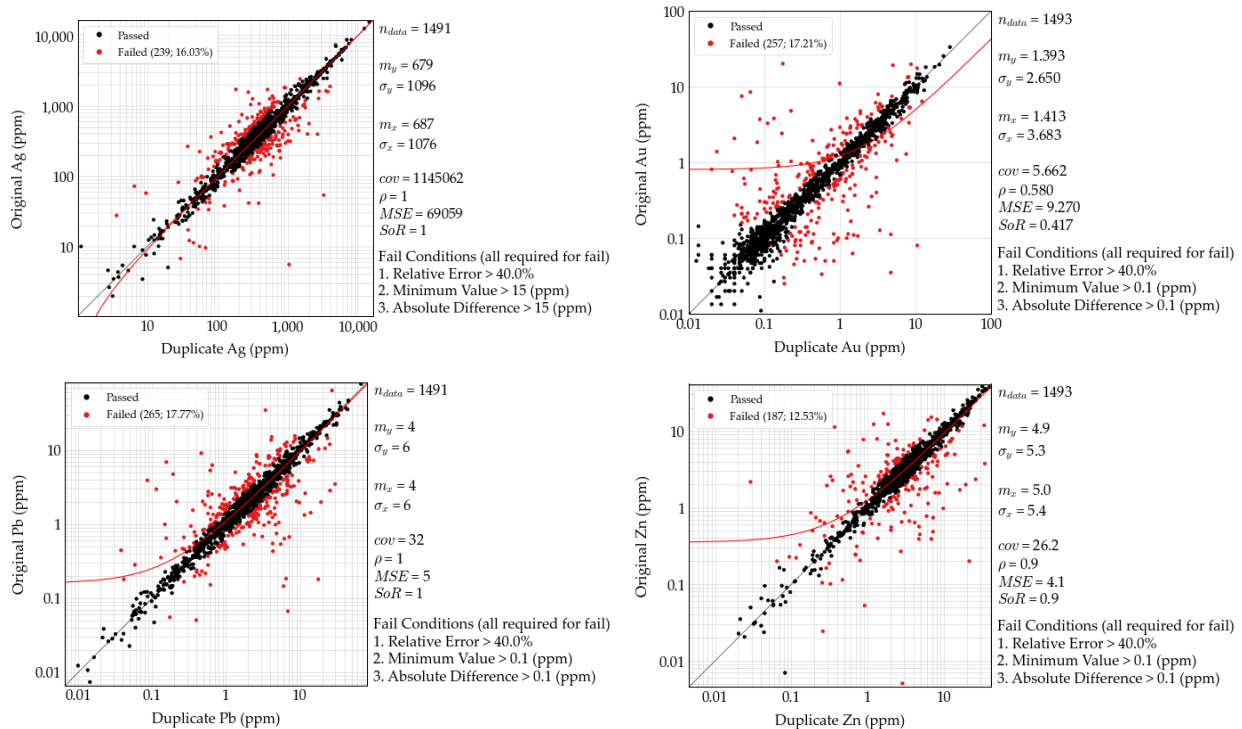 Passed
Failed (239; 16.03%)
10,000
1,000
100
10
Original Ag (ppm)
10
100
1,000
10,000
Duplicate Ag (ppm)
n_data = 1491
m_y = 679
σ_y = 1096
m_x = 687
σ_x = 1076
cov = 1145062
ρ = 1
MSE = 69059
SoR = 1
Fail Conditions (all required for fail)
1. Relative Error > 40.0%
2. Minimum Value > 15 (ppm)
3. Absolute Difference > 15 (ppm)
Passed
Failed (257; 17.21%)
100
10
1
0.1
0.01
Original Au (ppm)
0.01
0.1
1
10
100
Duplicate Au (ppm)
n_data = 1493
m_y = 1.393
σ_y = 2.650
m_x = 1.413
σ_x = 3.683
cov = 5.662
ρ = 0.580
MSE = 9.270
SoR = 0.417
Fail Conditions (all required for fail)
1. Relative Error > 40.0%
2. Minimum Value > 0.1 (ppm)
3. Absolute Difference > 0.1 (ppm)
Passed
Failed (265; 17.77%)
10
1
0.1
0.01
Original Pb (ppm)
0.01
0.1
1
10
Duplicate Pb (ppm)
n_data = 1491
m_y = 4
σ_y = 6
m_x = 4
σ_x = 6
cov = 32
ρ = 1
MSE = 5
SoR = 1
Fail Conditions (all required for fail)
1. Relative Error > 40.0%
2. Minimum Value > 0.1 (ppm)
3. Absolute Difference > 0.1 (ppm)
Passed
Failed (187; 12.53%)
10
1
0.1
0.01
Original Zn (ppm)
0.01
0.1
1
10
Duplicate Zn (ppm)
n_data = 1493
m_y = 4.9
σ_y = 5.3
m_x = 5.0
σ_x = 5.4
cov = 26.2
ρ = 0.9
MSE = 4.1
SoR = 0.9
Fail Conditions (all required for fail)
1. Relative Error > 40.0%
2. Minimum Value > 0.1 (ppm)
3. Absolute Difference > 0.1 (ppm)